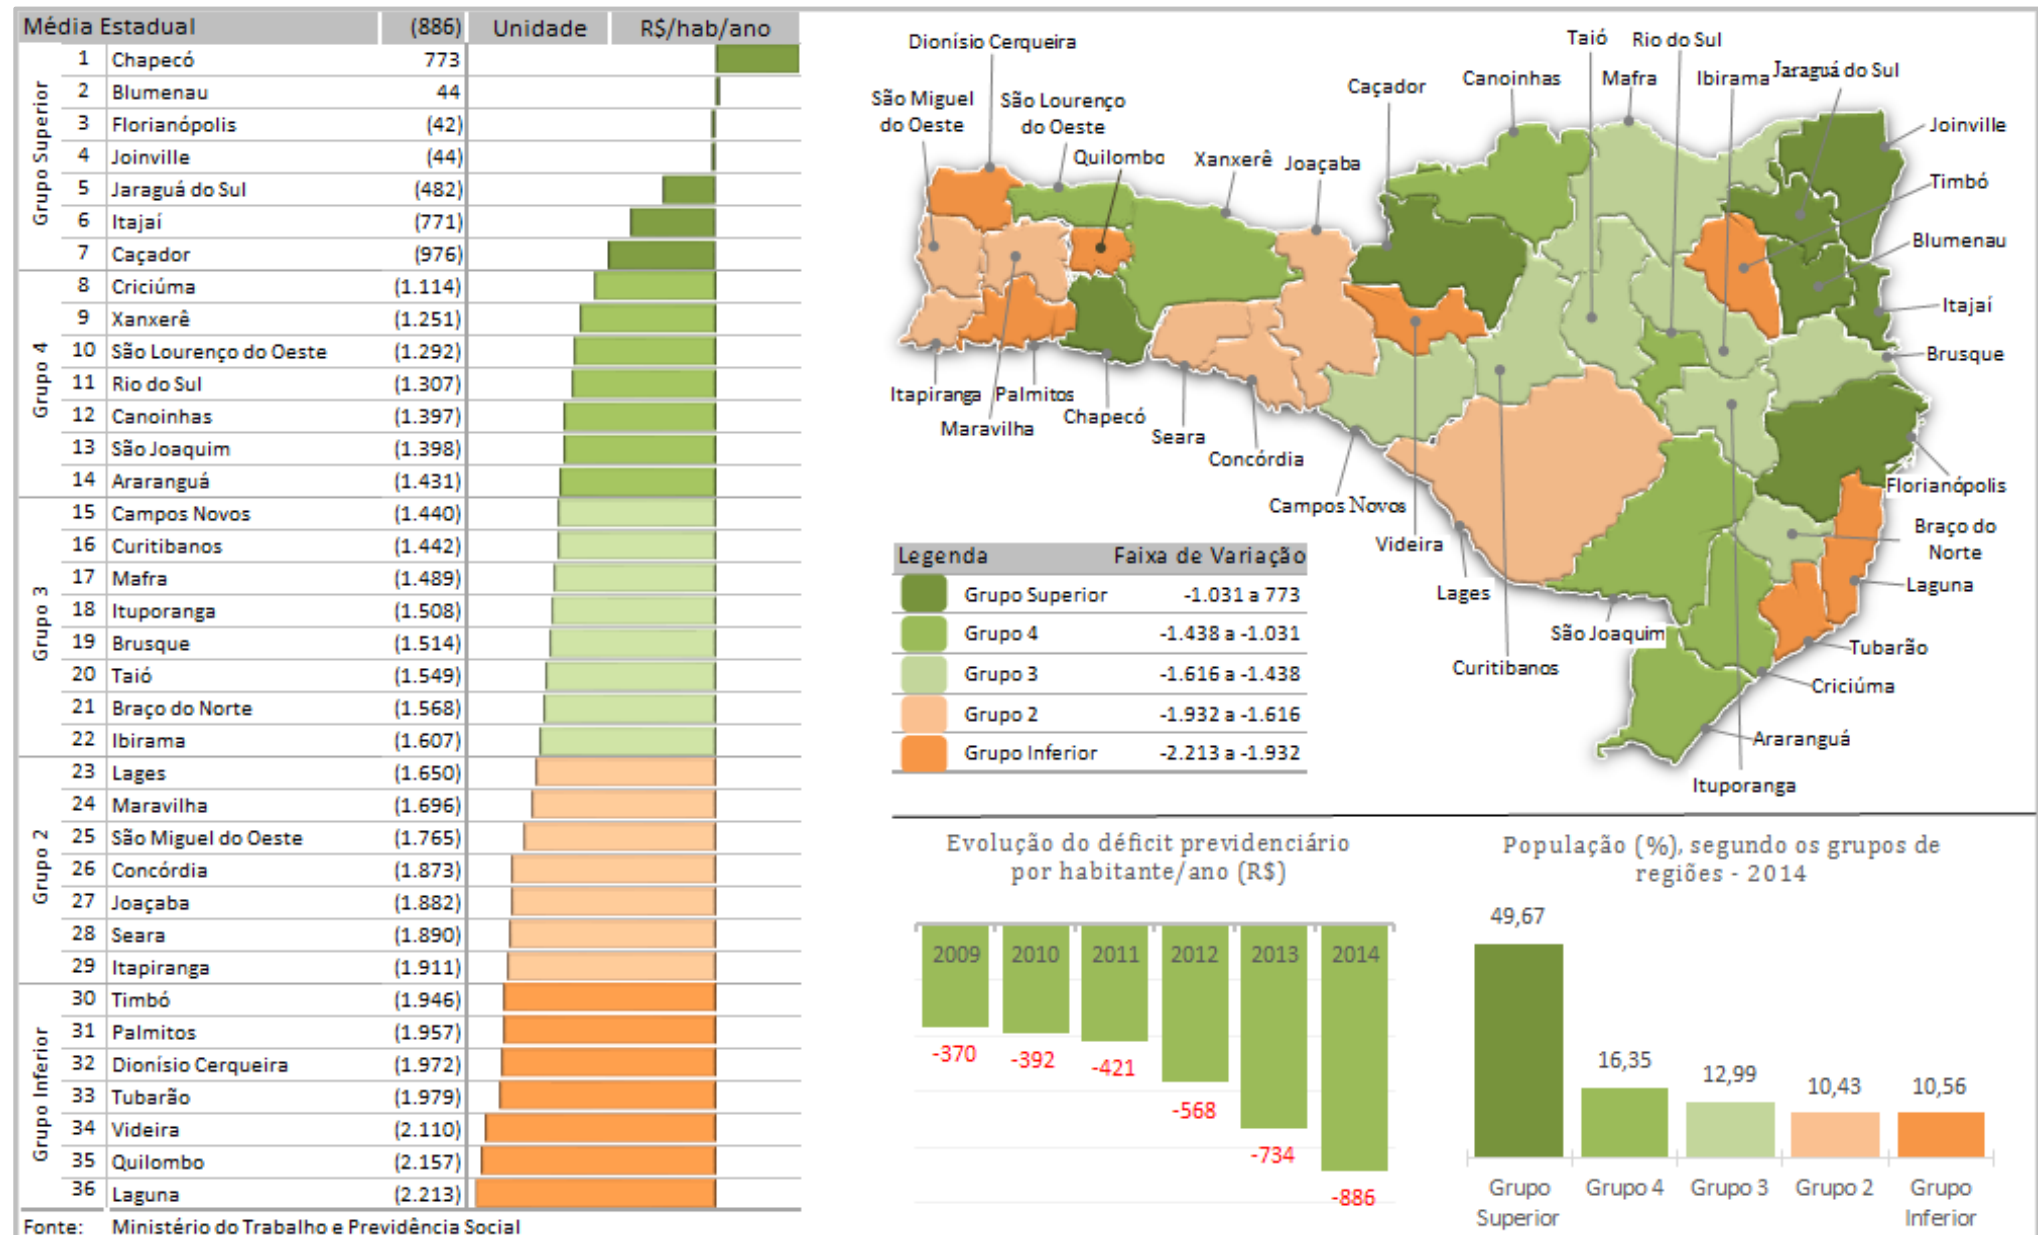 Média Estadual (886) Unidade R$/hab/ano
Grupo Superior
1 Chapecó 773
2 Blumenau 44
3 Florianópolis (42)
4 Joinville (44)
5 Jaraguá do Sul (482)
6 Itajaí (771)
7 Caçador (976)
Grupo 4
8 Criciúma (1.114)
9 Xanxerê (1.251)
10 São Lourenço do Oeste (1.292)
11 Rio do Sul (1.307)
12 Canoinhas (1.397)
13 São Joaquim (1.398)
14 Araranguá (1.431)
Grupo 3
15 Campos Novos (1.440)
16 Curitibanos (1.442)
17 Mafra (1.489)
18 Ituporanga (1.508)
19 Brusque (1.514)
20 Taió (1.549)
21 Braço do Norte (1.568)
22 Ibirama (1.607)
Grupo 2
23 Lages (1.650)
24 Maravilha (1.696)
25 São Miguel do Oeste (1.765)
26 Concórdia (1.873)
27 Joaçaba (1.882)
28 Seara (1.890)
29 Itapiranga (1.911)
Grupo Inferior
30 Timbó (1.946)
31 Palmitos (1.957)
32 Dionísio Cerqueira (1.972)
33 Tubarão (1.979)
34 Videira (2.110)
35 Quilombo (2.157)
36 Laguna (2.213)
Fonte: Ministério do Trabalho e Previdência Social
Dionísio Cerqueira
São Miguel
do Oeste
São Lourenço
do Oeste
Quilombo
Xanxerê
Joaçaba
Caçador
Canoinhas
Taió
Mafra
Rio do Sul
Ibirama
Jaraguá do Sul
Joinville
Timbó
Blumenau
Itajaí
Brusque
Florianópolis
Braço do
Norte
Laguna
Tubarão
Criciúma
Araranguá
Ituporanga
São Joaquim
Curitibanos
Lages
Videira
Campos Novos
Concórdia
Seara
Chapecó
Maravilha
Palmitos
Itapiranga
Legenda Faixa de Variação
Grupo Superior -1.031 a 773
Grupo 4 -1.438 a -1.031
Grupo 3 -1.616 a -1.438
Grupo 2 -1.932 a -1.616
Grupo Inferior -2.213 a -1.932
Evolução do déficit previdenciário
por habitante/ano (R$)
2009 2010 2011 2012 2013 2014
-370 -392 -421 -568 -734 -886
População (%), segundo os grupos de
regiões - 2014
49,67 16,35 12,99 10,43 10,56
Grupo
Superior
Grupo 4
Grupo 3
Grupo 2
Grupo
Inferior